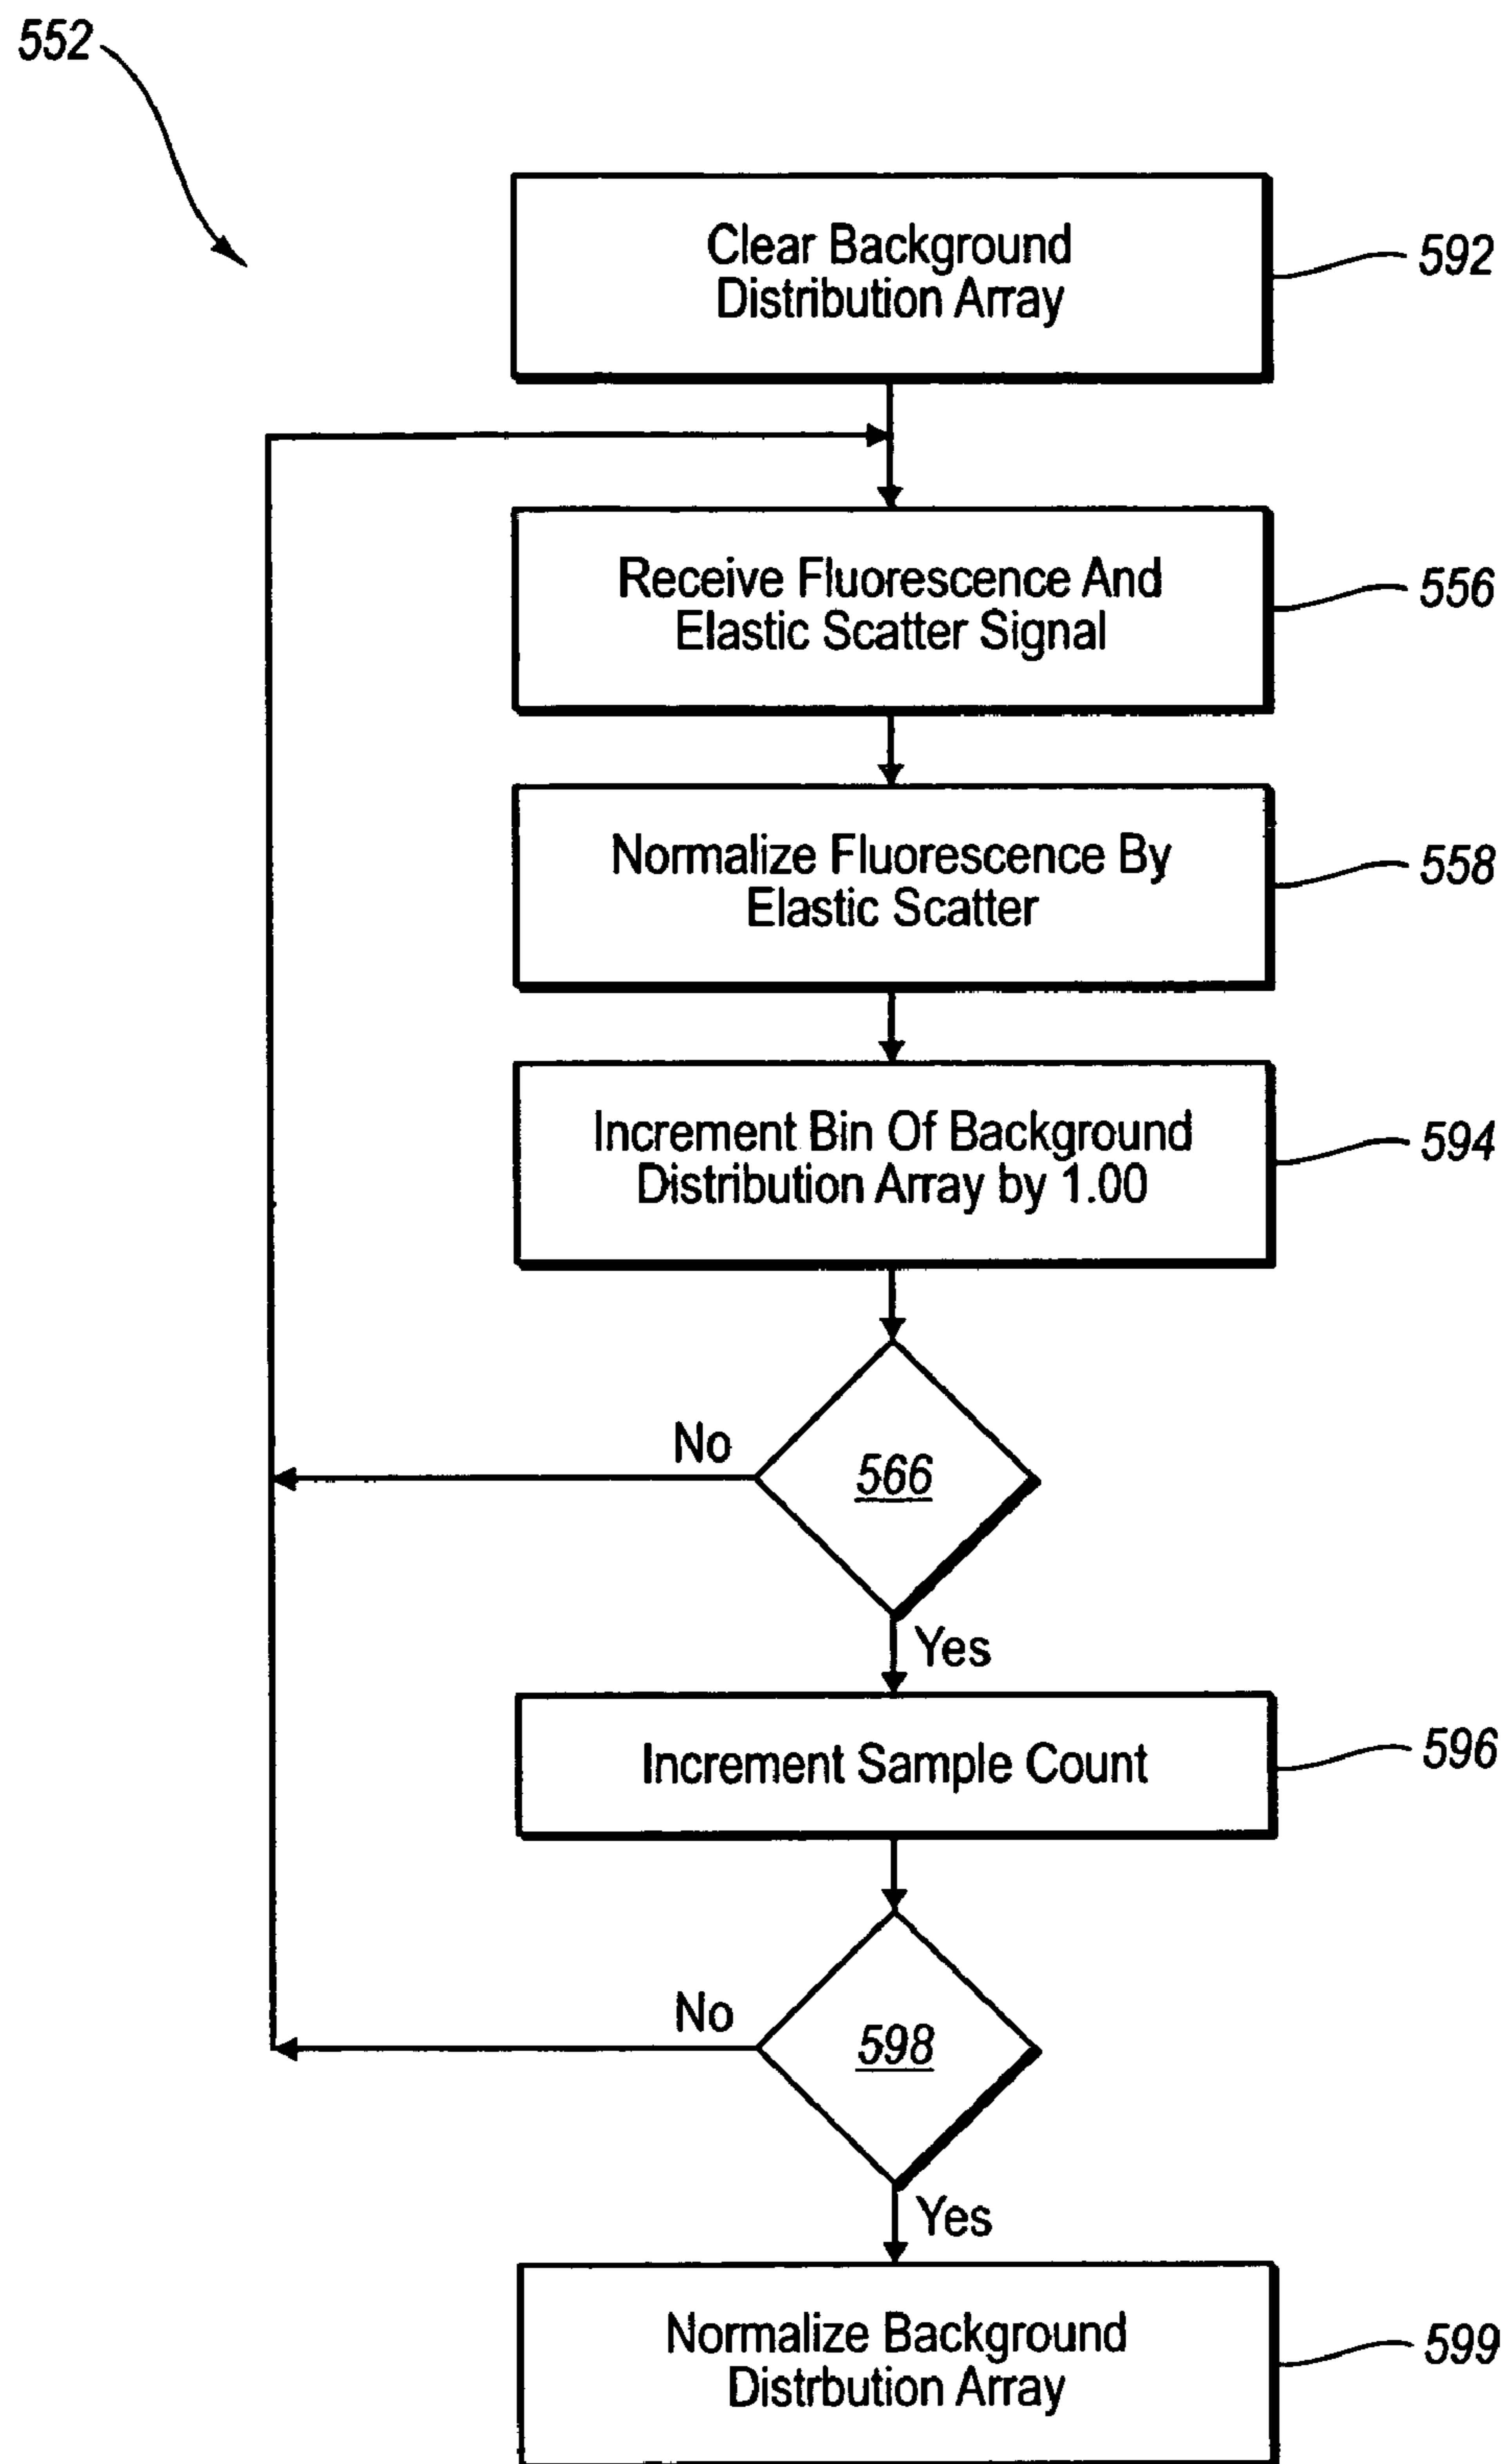 552
Clear Background
Distribution Array
592
Receive Fluorescence And
Elastic Scatter Signal
556
Normalize Fluorescence By
Elastic Scatter
558
Increment Bin Of Background
Distribution Array by 1.00
594
No
566
Yes
Increment Sample Count
596
No
598
Yes
Normalize Background
Distrbution Array
599